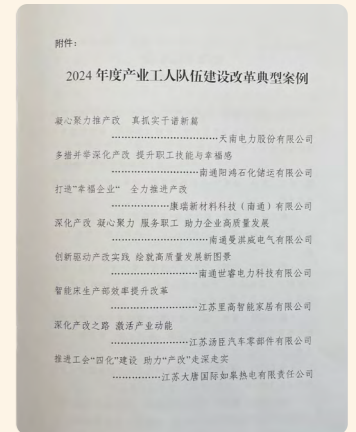 附件：
2024 年度产业工人队伍建设改革典型案例
凝心聚力推产改　真抓实干谱新篇
……………………………天南电力股份有限公司
多措并举深化产改 提升职工技能与幸福感
……………………南通阳鸿石化储运有限公司
打造“幸福企业”　全力推进产改
……………………康瑞新材料科技（南通）有限公司
深化产改 凝心聚力 服务职工 助力企业高质量发展
……………………………南通曼淇威电气有限公司
创新驱动产改实践 绘就高质量发展新图景
……………………南通世睿电力科技有限公司
智能床生产部效率提升改革
……………………江苏里高智能家居有限公司
深化产改之路 激活产业动能
……………………江苏汤臣汽车零部件有限公司
推进工会“四化”建设 助力“产改”走深走实
……………江苏大唐国际如皋热电有限责任公司